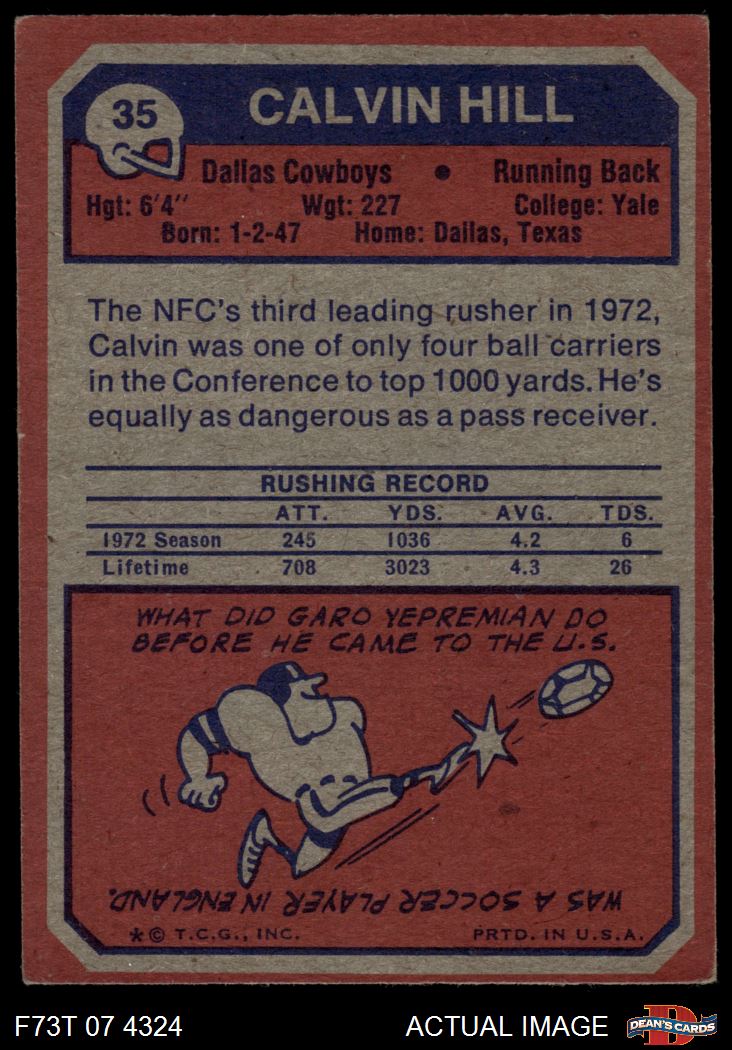 35
CALVIN HILL
Dallas Cowboys • Running Back
Hgt: 6'4" Wgt: 227 College: Yale
Born: 1-2-47 Home: Dallas, Texas
The NFC's third leading rusher in 1972,
Calvin was one of only four ball carriers
in the Conference to top 1000 yards. He's
equally as dangerous as a pass receiver.
RUSHING RECORD
ATT. YDS. AVG. TDS.
1972 Season 245 1036 4.2 6
Lifetime 708 3023 4.3 26
WHAT DID GARO YEPREMIAN DO
BEFORE HE CAME TO THE U.S.
WAS A SOCCER PLAYER IN ENGLAND.
*© T.C.G., INC. PRTD. IN U.S.A.
F73T 07 4324 ACTUAL IMAGE
D
DEAN'S CARDS